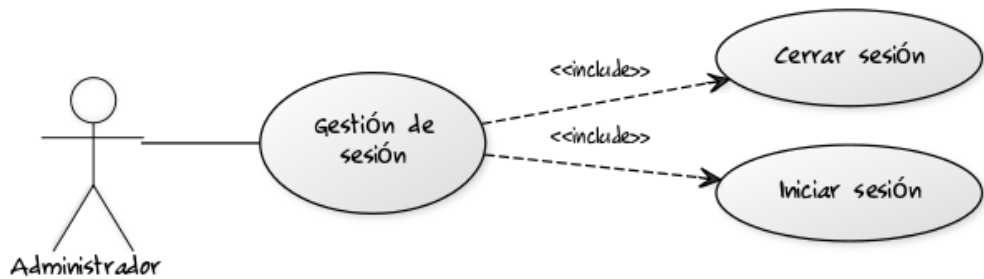 Cerrar sesión
<<include>>
Gestión de
sesión
<<include>>
Iniciar sesión
Administrador